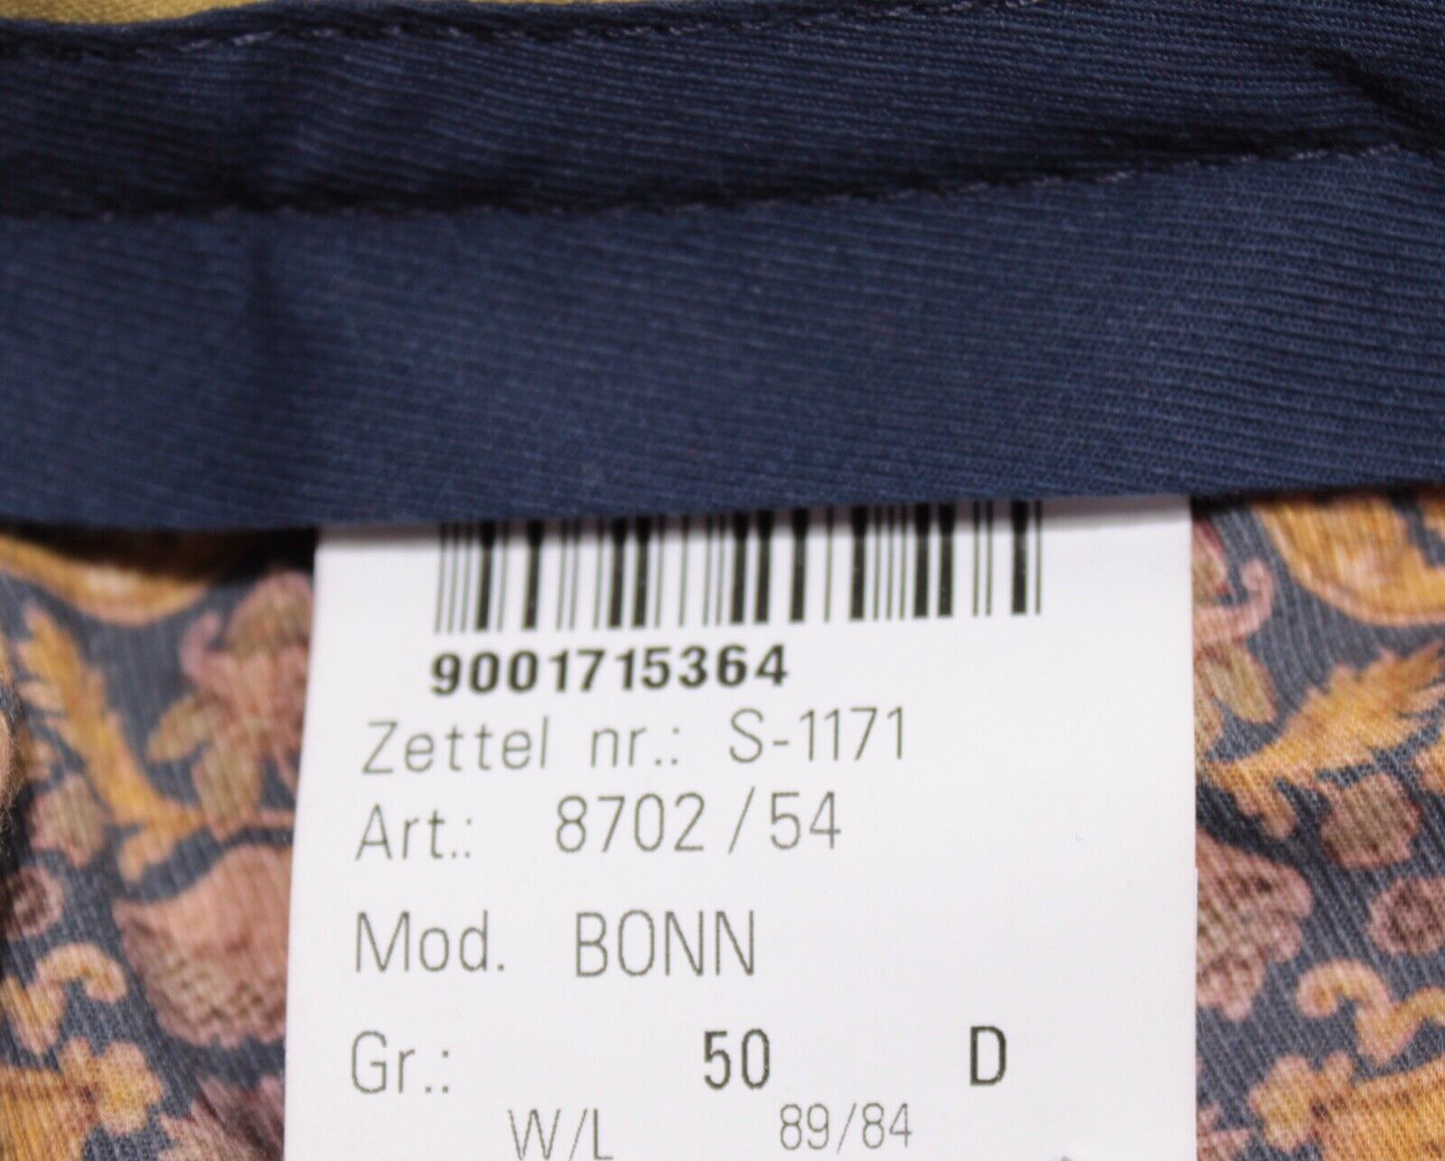 9001715364
Zettel nr.: S-1171
Art.: 8702/54
Mod. BONN
Gr.: 50 D
W/L 89/84